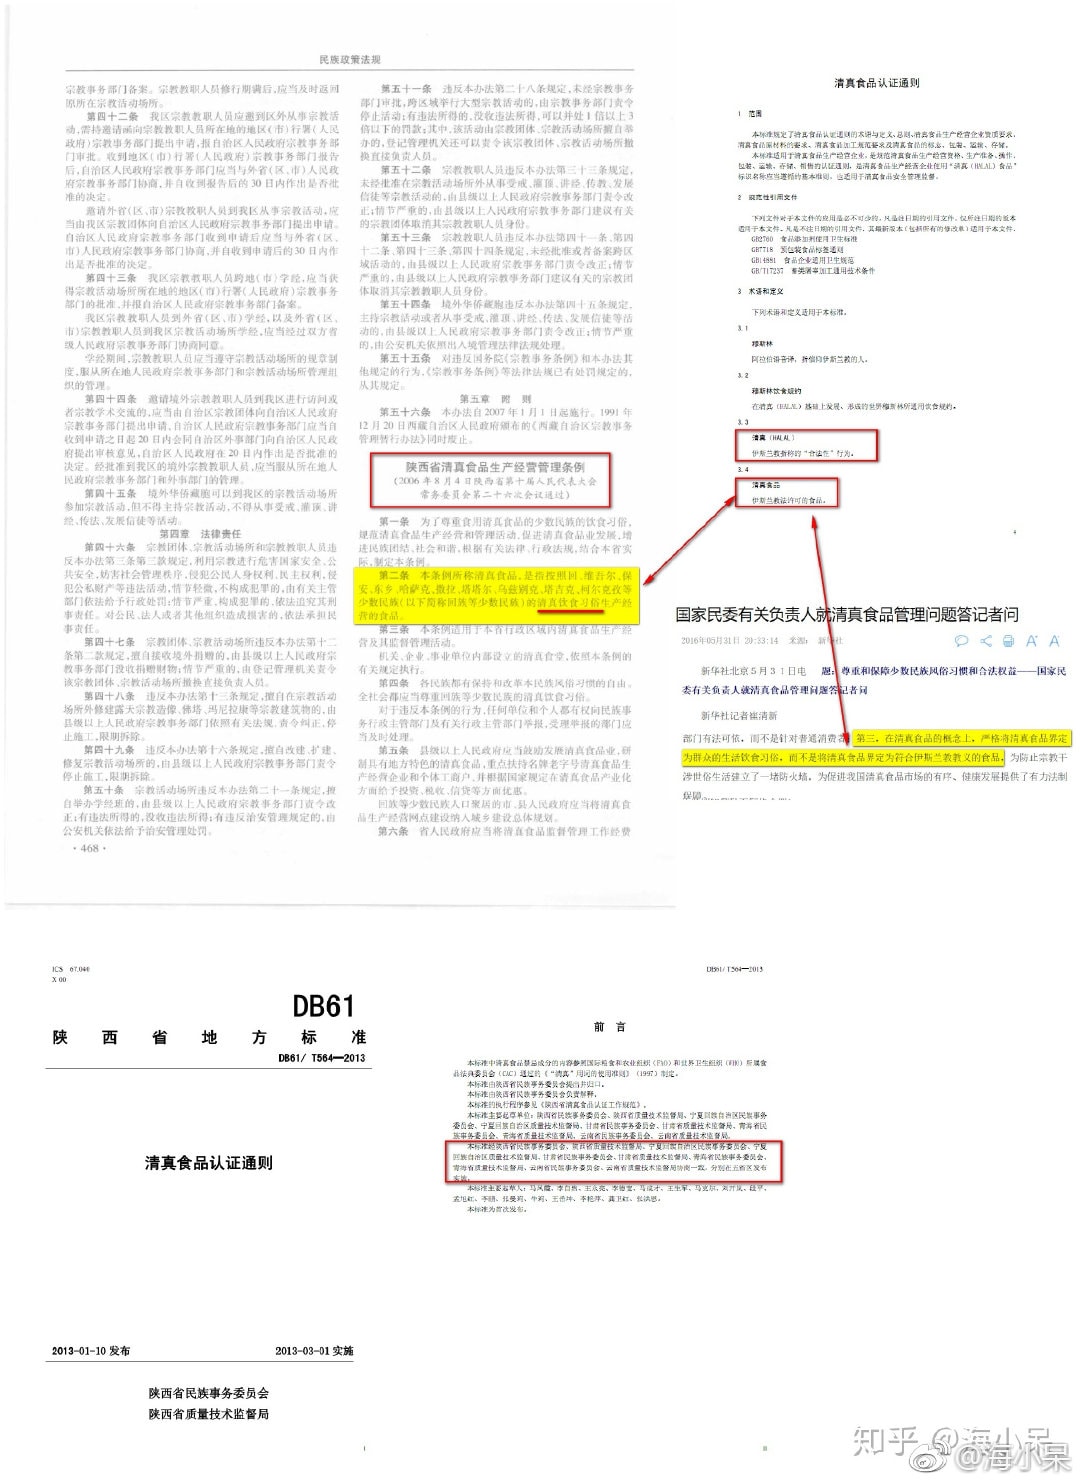 民族政策法规
宗教事务部门备案。宗教教职人员修行期满后,应当及时返回
原所在宗教活动场所。
第四十二条 我区宗教教职人员应邀到区外从事宗教活
动,需持邀请函向宗教教职人员所在地的地区(市)行署(人民
政府)宗教事务部门提出申请,报自治区人民政府宗教事务部
门审批。收到地区(市)行署(人民政府)宗教事务部门报告
后,自治区人民政府宗教事务部门应当与外省(区、市)人民政
府宗教事务部门协商,并自收到报告后的30日内作出是否批
准的决定。
邀请外省(区、市)宗教教职人员到我区从事宗教活动,应
当由我区宗教团体向自治区人民政府宗教事务部门提出申请。
自治区人民政府宗教事务部门收到申请后应当与外省(区、
市)人民政府宗教事务部门协商,并自收到申请后的30日内作
出是否批准的决定。
第四十三条 我区宗教教职人员跨地(市)学经,应当获
得宗教活动场所所在地的地区(市)行署(人民政府)宗教事务
部门的批准,并报自治区人民政府宗教事务部门备案。
我区宗教教职人员到外省(区、市)学经,以及外省(区、
市)宗教教职人员到我区宗教活动场所学经,应当经过双方省
级人民政府宗教事务部门协商同意。
学经期间,宗教教职人员应当遵守宗教活动场所的规章制
度,服从所在地人民政府宗教事务部门和宗教活动场所管理组
织的管理。
第四十四条 邀请境外宗教教职人员到我区进行访问或
者宗教学术交流的,应当由自治区宗教团体向自治区人民政府
宗教事务部门提出申请。自治区人民政府宗教事务部门应当自
收到申请之日起20日内会同自治区外事部门向自治区人民政
府提出审核意见,自治区人民政府在20日内作出是否批准的
决定。经批准到我区的境外宗教教职人员,应当服从所在地人
民政府宗教事务部门和外事部门的管理。
第四十五条 境外华侨藏胞可以到我区的宗教活动场所
参加宗教活动,但不得主持宗教活动,不得从事受戒、灌顶、讲
经、传法、发展信徒等活动。
第四章 法律责任
第四十六条 宗教团体、宗教活动场所和宗教教职人员违
反本办法第三条第三款规定,利用宗教进行危害国家安全、公
共安全,妨害社会管理秩序,侵犯公民人身权利、民主权利,侵
犯公私财产等违法活动,情节轻微,不构成犯罪的,由有关主管
部门依法给予行政处罚;情节严重,构成犯罪的,依法追究其刑
事责任。对公民、法人或者其他组织造成损害的,依法承担民
事责任。
第四十七条 宗教团体、宗教活动场所违反本办法第十二
条第二款规定,擅自接收境外捐赠的,由县级以上人民政府宗
教事务部门没收捐赠财物;情节严重的,由登记管理机关责令
该宗教团体、宗教活动场所撤换直接负责人员。
第四十八条 违反本办法第十三条规定,擅自在宗教活动
场所外修建露天宗教造像、佛塔、玛尼拉康等宗教建筑物的,由
县级以上人民政府宗教事务部门依照有关法规,责令纠正,停
止施工,限期拆除。
第四十九条 违反本办法第十六条规定,擅自改建、扩建、
修复宗教活动场所的,由县级以上人民政府宗教事务部门责令
停止施工,限期拆除。
第五十条 宗教活动场所违反本办法第二十一条规定,擅
自举办学经班的,由县级以上人民政府宗教事务部门责令改
正;有违法所得的,没收违法所得;有违反治安管理规定的,由
公安机关依法给予治安管理处罚。
·468·
第五十一条 违反本办法第二十八条规定,未经宗教事务
部门审批,跨区域举行大型宗教活动的,由宗教事务部门责令
停止活动;有违法所得的,没收违法所得,可以并处1倍以上3
倍以下的罚款;其中,该活动由宗教团体、宗教活动场所擅自举
办的,登记管理机关还可以责令该宗教团体、宗教活动场所撤
换直接负责人员。
第五十二条 宗教教职人员违反本办法第三十三条规定,
未经批准在宗教活动场所外从事受戒、灌顶、讲经、传教、发展
信徒等宗教活动的,由县级以上人民政府宗教事务部门责令改
正;情节严重的,由县级以上人民政府宗教事务部门建议有关
的宗教团体取消其宗教教职人员身份。
第五十三条 宗教教职人员违反本办法第四十一条、第四
十二条、第四十三条、第四十四条规定,未经批准或者备案跨区
域活动的,由县级以上人民政府宗教事务部门责令改正;情节
严重的,由县级以上人民政府宗教事务部门建议有关的宗教团
体取消其宗教教职人员身份。
第五十四条 境外华侨藏胞违反本办法第四十五条规定,
主持宗教活动或者从事受戒、灌顶、讲经、传法、发展信徒等活
动的,由县级以上人民政府宗教事务部门责令改正;情节严重
的,由公安机关依照出入境管理法律法规处理。
第五十五条 对违反国务院《宗教事务条例》和本办法其
他规定的行为,《宗教事务条例》等法律法规已有处罚规定的,
从其规定。
第五章 附则
第五十六条 本办法自2007年1月1日起施行。1991年
12月20日西藏自治区人民政府颁布的《西藏自治区宗教事务
管理暂行办法》同时废止。
陕西省清真食品生产经营管理条例
(2006年8月4日陕西省第十届人民代表大会
常务委员会第二十六次会议通过)
第一条 为了尊重食用清真食品的少数民族的饮食习俗,
规范清真食品生产经营和管理活动,促进清真食品业发展,增
进民族团结、社会和谐,根据有关法律、行政法规,结合本省实
际,制定本条例。
第二条 本条例所称清真食品,是指按照回、维吾尔、保
安、东乡、哈萨克、撒拉、塔塔尔、乌兹别克、塔吉克、柯尔克孜等
少数民族(以下简称回族等少数民族)的清真饮食习俗生产经
营的食品。
第三条 本条例适用于本省行政区域内清真食品生产经
营及其监督管理活动。
机关、企业、事业单位内部设立的清真食堂,依照本条例的
有关规定执行。
第四条 各民族都有保持和改革本民族风俗习惯的自由。
全社会都应当尊重回族等少数民族的清真饮食习俗。
对于违反本条例的行为,任何单位和个人都有权向民族事
务行政主管部门及有关行政主管部门举报,受理举报的部门应
当及时处理。
第五条 县级以上人民政府应当鼓励发展清真食品业,研
制具有地方特色的清真食品,重点扶持名牌老字号清真食品生
产经营企业和个体工商户,并根据国家规定在清真食品产业化
方面给予投资、税收、信贷等方面优惠。
回族等少数民族人口聚居的市、县人民政府应当将清真食
品生产经营网点建设纳入城乡建设总体规划。
第六条 省人民政府应当将清真食品监督管理工作经费
清真食品认证通则
1 范围
本标准规定了清真食品认证通则的术语与定义、总则、清真食品生产经营企业资质要求、
清真食品原材料的要求、清真食品加工规范要求及清真食品的标志、包装、运输、存储。
本标准适用于清真食品生产经营企业,是规范清真食品生产经营资格、生产准备、操作、
包装、运输、存储、销售的认证通则,是清真食品生产经营企业使用“清真(HALAL)食品”
标识名称应当遵循的基本准则。也适用于清真食品安全管理监督。
2 规范性引用文件
下列文件对于本文件的应用是必不可少的。凡是注日期的引用文件,仅所注日期的版本
适用于本文件。凡是不注日期的引用文件,其最新版本(包括所有的修改单)适用于本文件。
GB2760 食品添加剂使用卫生标准
GB7718 预包装食品标签通则
GB14881 食品企业通用卫生规范
GB/T17237 畜类屠宰加工通用技术条件
3 术语和定义
下列术语和定义适用于本标准。
3.1
穆斯林
阿拉伯语音译,指信仰伊斯兰教的人。
3.2
穆斯林饮食规约
在清真(HALAL)基础上发展、形成的世界穆斯林所通用饮食规约。
3.3
清真(HALAL)
伊斯兰教指称的“合法性”行为。
3.4
清真食品
伊斯兰教法许可的食品。
国家民委有关负责人就清真食品管理问题答记者问
2016年05月31日 20:33:14 来源: 新华社
新华社北京5月31日电 题:尊重和保障少数民族风俗习惯和合法权益——国家民
委有关负责人就清真食品管理问题答记者问
新华社记者崔清新
部门有法可依,而不是针对普通消费者。第三,在清真食品的概念上,严格将清真食品界定
为群众的生活饮食习俗,而不是将清真食品界定为符合伊斯兰教教义的食品,为防止宗教干
涉世俗生活建立了一堵防火墙,为促进我国清真食品市场的有序、健康发展提供了有力法制
保障
ICS 67.040
X 00
DB61
陕西省地方标准
DB61/ T564—2013
清真食品认证通则
2013-01-10 发布
2013-03-01 实施
陕西省民族事务委员会
陕西省质量技术监督局
I
DB61/ T564—2013
前 言
本标准中清真食品禁忌成分的内容参照国际粮食和农业组织(FAO)和世界卫生组织(WHO)所属食
品法典委员会(CAC)通过的《“清真”用词的使用准则》(1997)制定。
本标准由陕西省民族事务委员会提出并归口。
本标准由陕西省民族事务委员会负责解释。
本标准的执行程序参见《陕西省清真食品认证工作规范》。
本标准主要起草单位:陕西省民族事务委员会、陕西省质量技术监督局、宁夏回族自治区民族事务
委员会、宁夏回族自治区质量技术监督局、甘肃省民族事务委员会、甘肃省质量技术监督局、青海省民
族事务委员会、青海省质量技术监督局、云南省民族事务委员会、云南省质量技术监督局。
本标准经陕西省民族事务委员会、陕西省质量技术监督局、宁夏回族自治区民族事务委员会、宁夏
回族自治区质量技术监督局、甘肃省民族事务委员会、甘肃省质量技术监督局、青海省民族事务委员会、
青海省质量技术监督局、云南省民族事务委员会、云南省质量技术监督局协商一致,分别在五省区发布
实施。
本标准主要起草人:
本标准为首次发布。
II
知乎 @海小呆
@海小呆